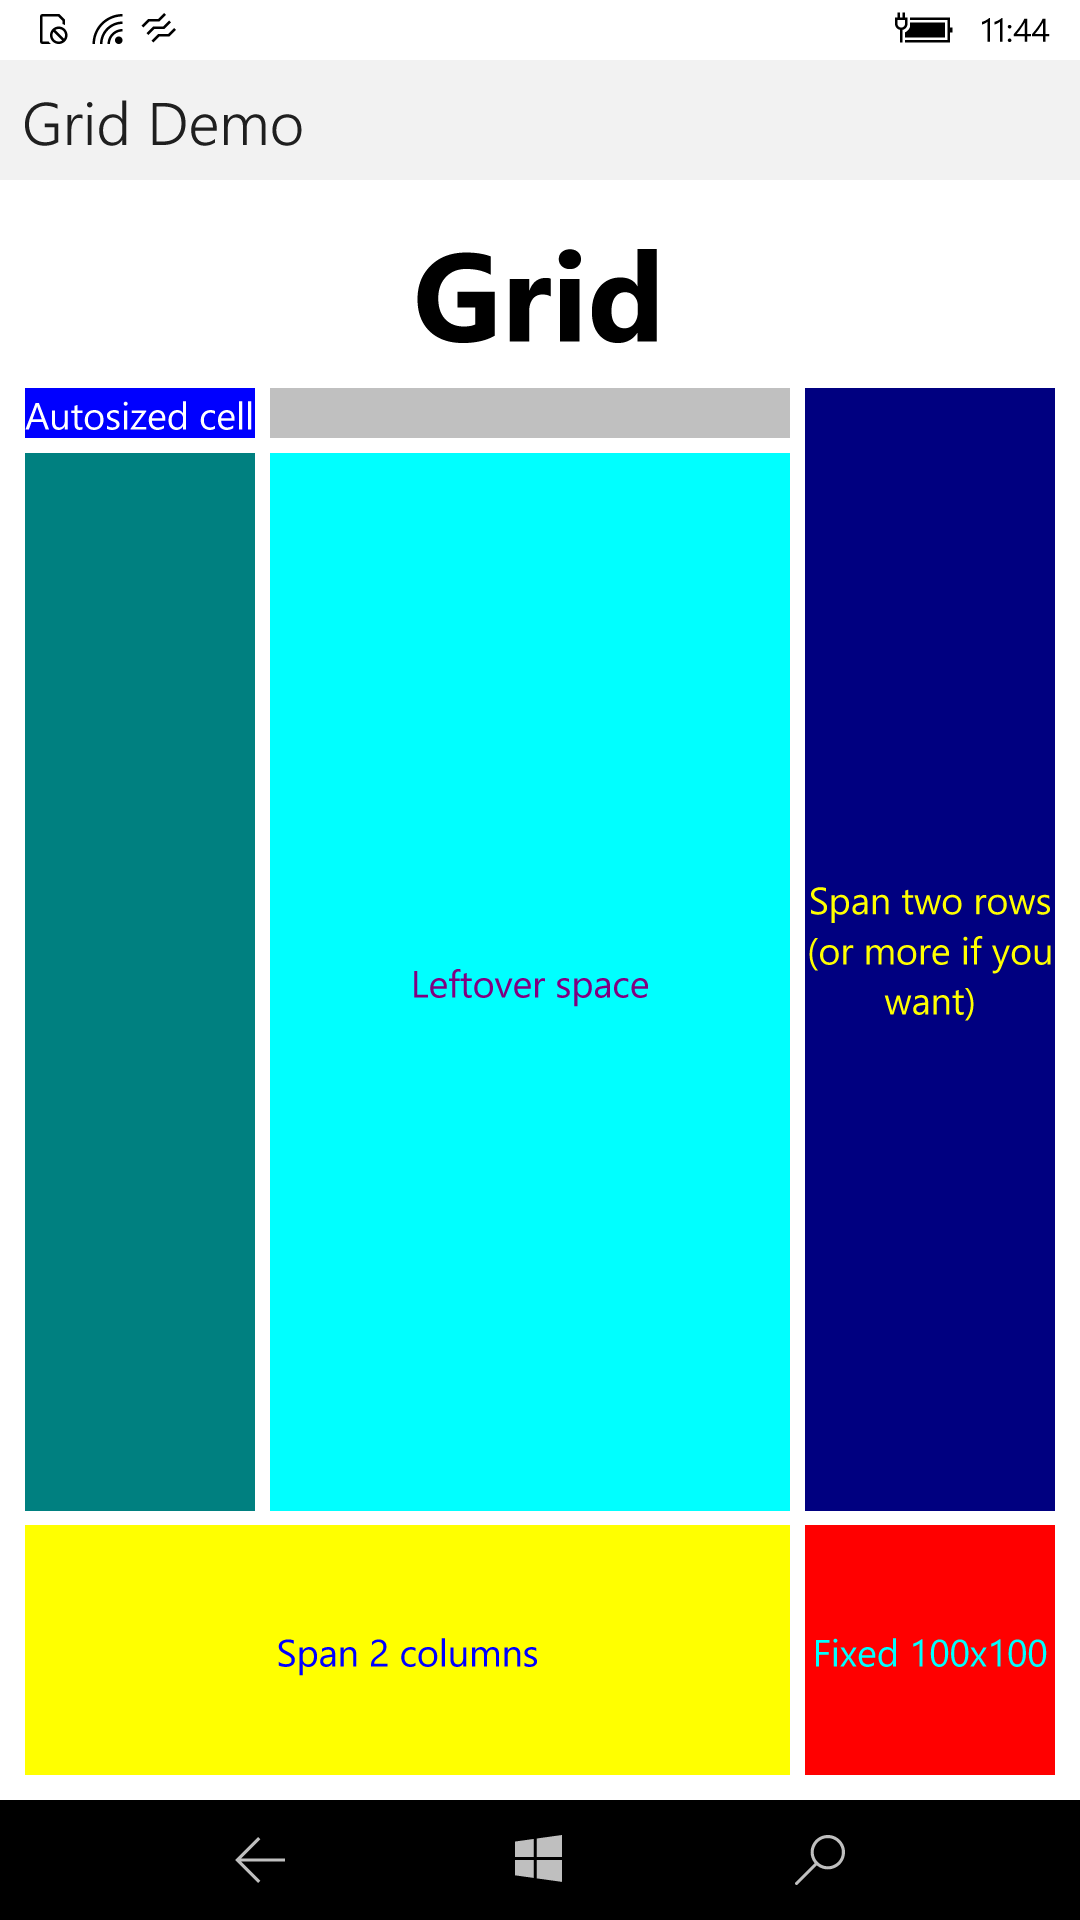 11:44
Grid Demo
Grid
Autosized cell
Span two rows
(or more if you
want)
Leftover space
Span 2 columns
Fixed 100x100